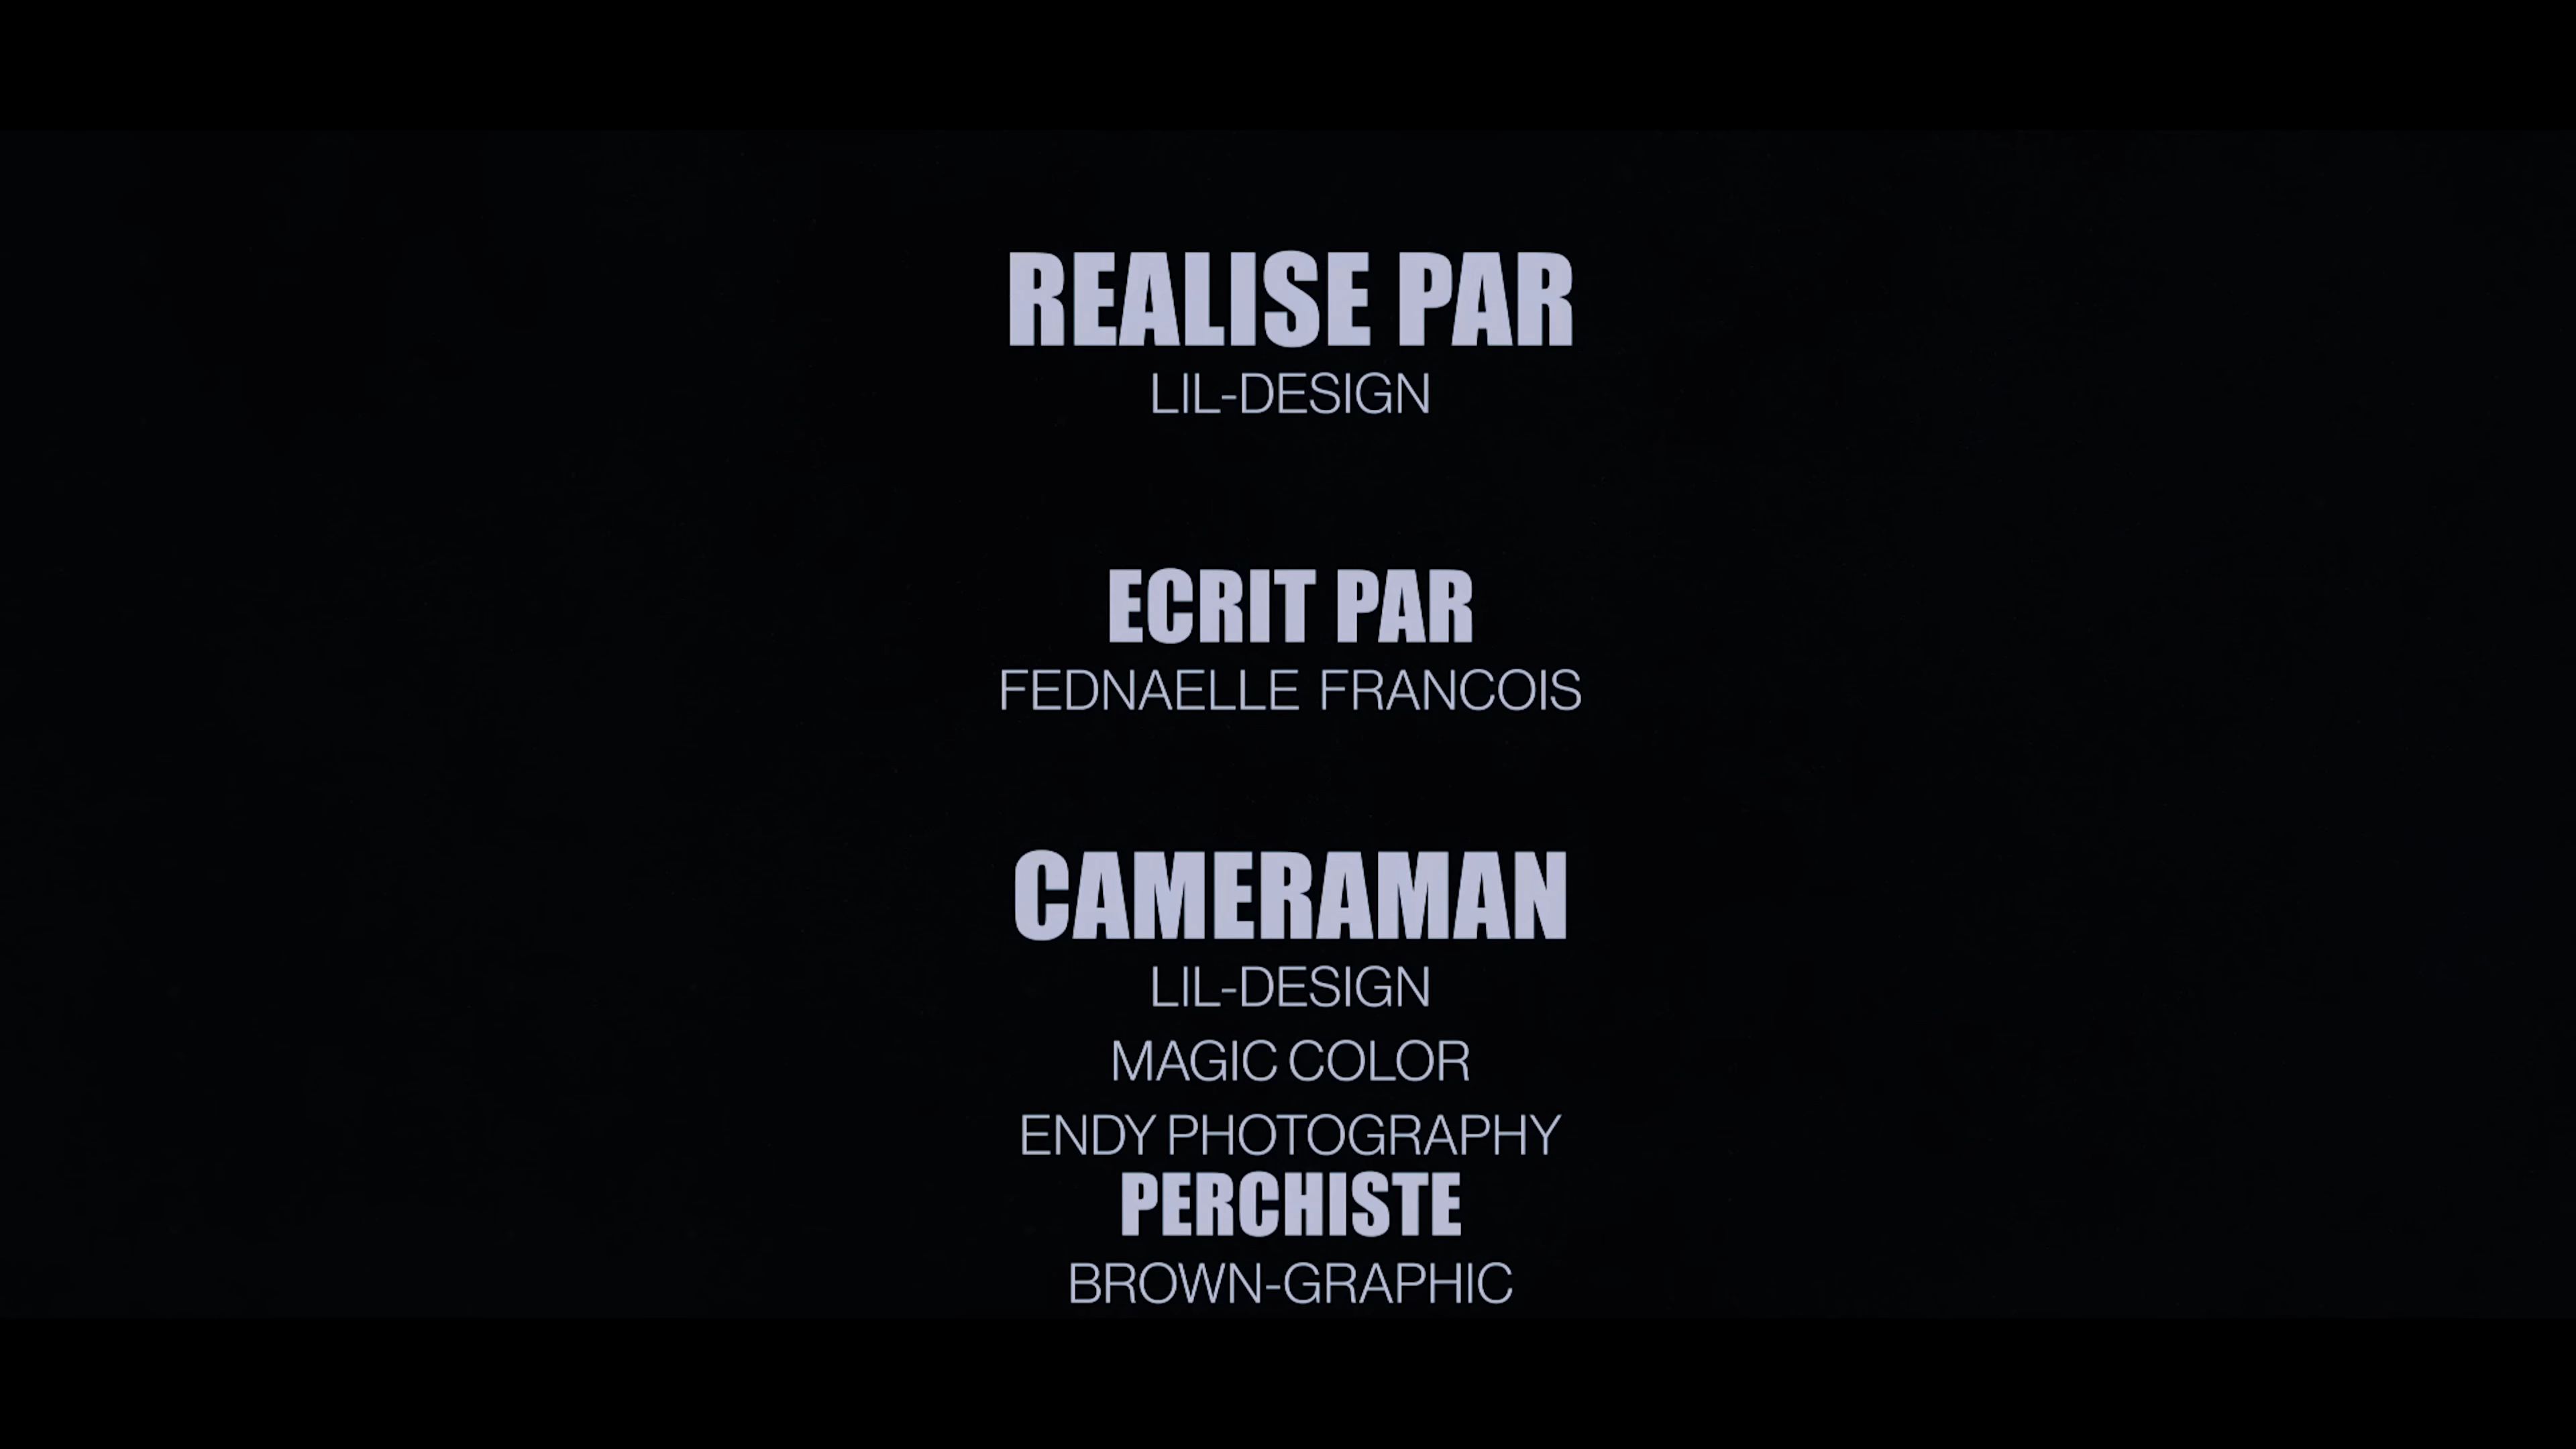 REALISE PAR
LIL-DESIGN
ECRIT PAR
FEDNAELLE FRANCOIS
CAMERAMAN
LIL-DESIGN
MAGIC COLOR
ENDY PHOTOGRAPHY
PERCHISTE
BROWN-GRAPHIC